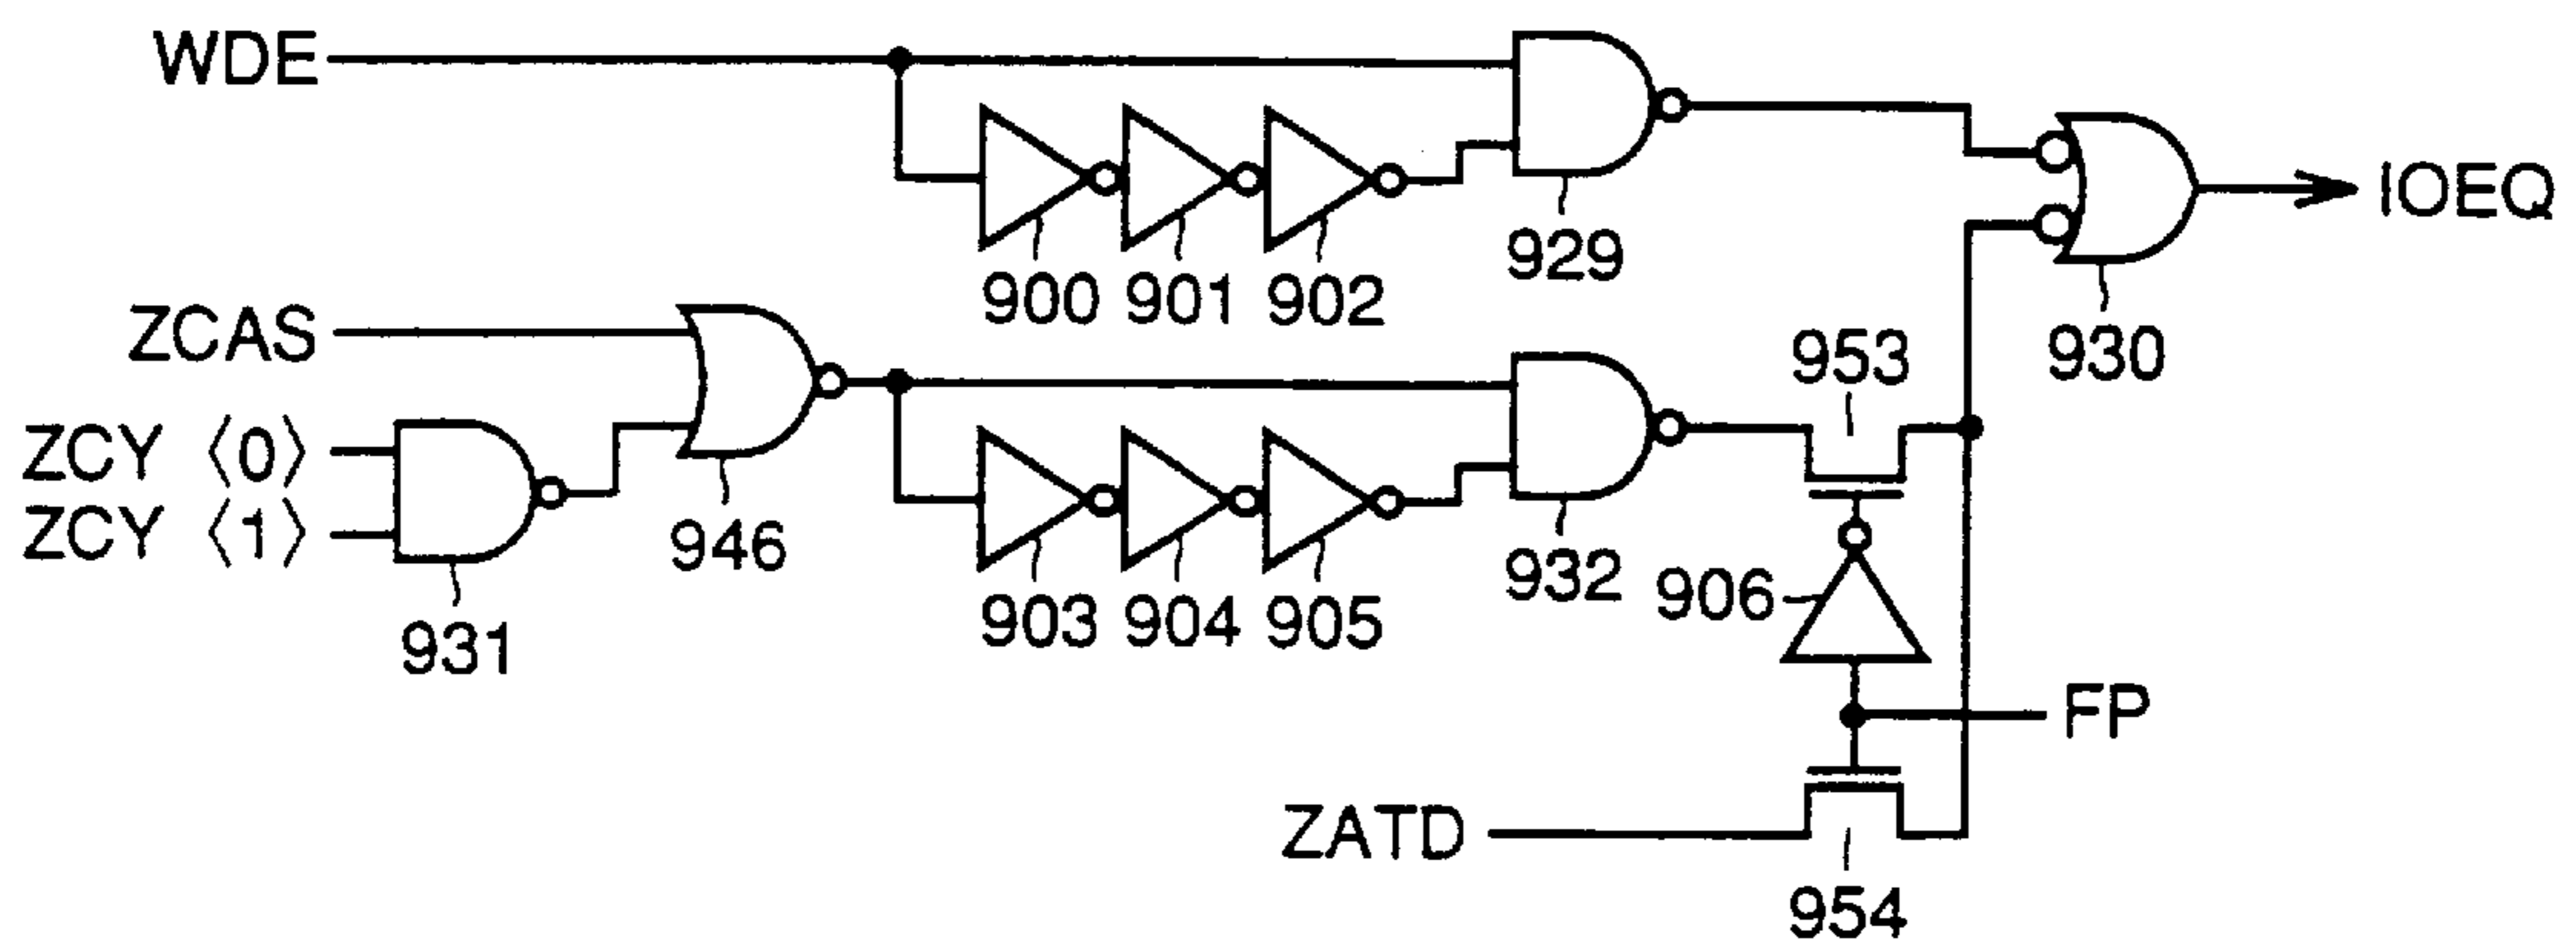 WDE
IOEQ
929
900 901 902
ZCAS
930
953
ZCY 〈0〉
ZCY 〈1〉
946
932
906
903 904 905
931
FP
ZATD
954